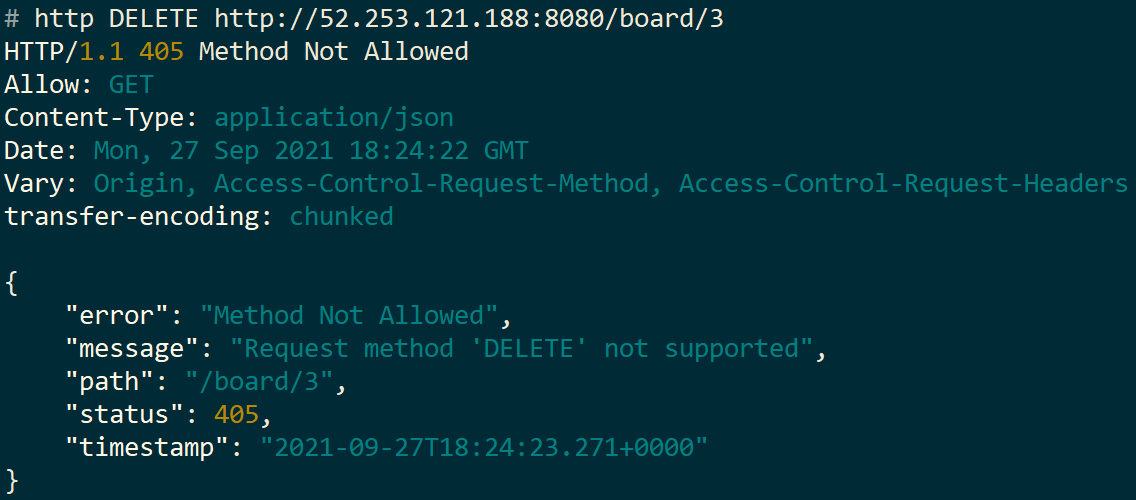 # http DELETE http://52.253.121.188:8080/board/3
HTTP/1.1 405 Method Not Allowed
Allow: GET
Content-Type: application/json
Date: Mon, 27 Sep 2021 18:24:22 GMT
Vary: Origin, Access-Control-Request-Method, Access-Control-Request-Headers
transfer-encoding: chunked

{
    "error": "Method Not Allowed",
    "message": "Request method 'DELETE' not supported",
    "path": "/board/3",
    "status": 405,
    "timestamp": "2021-09-27T18:24:23.271+0000"
}